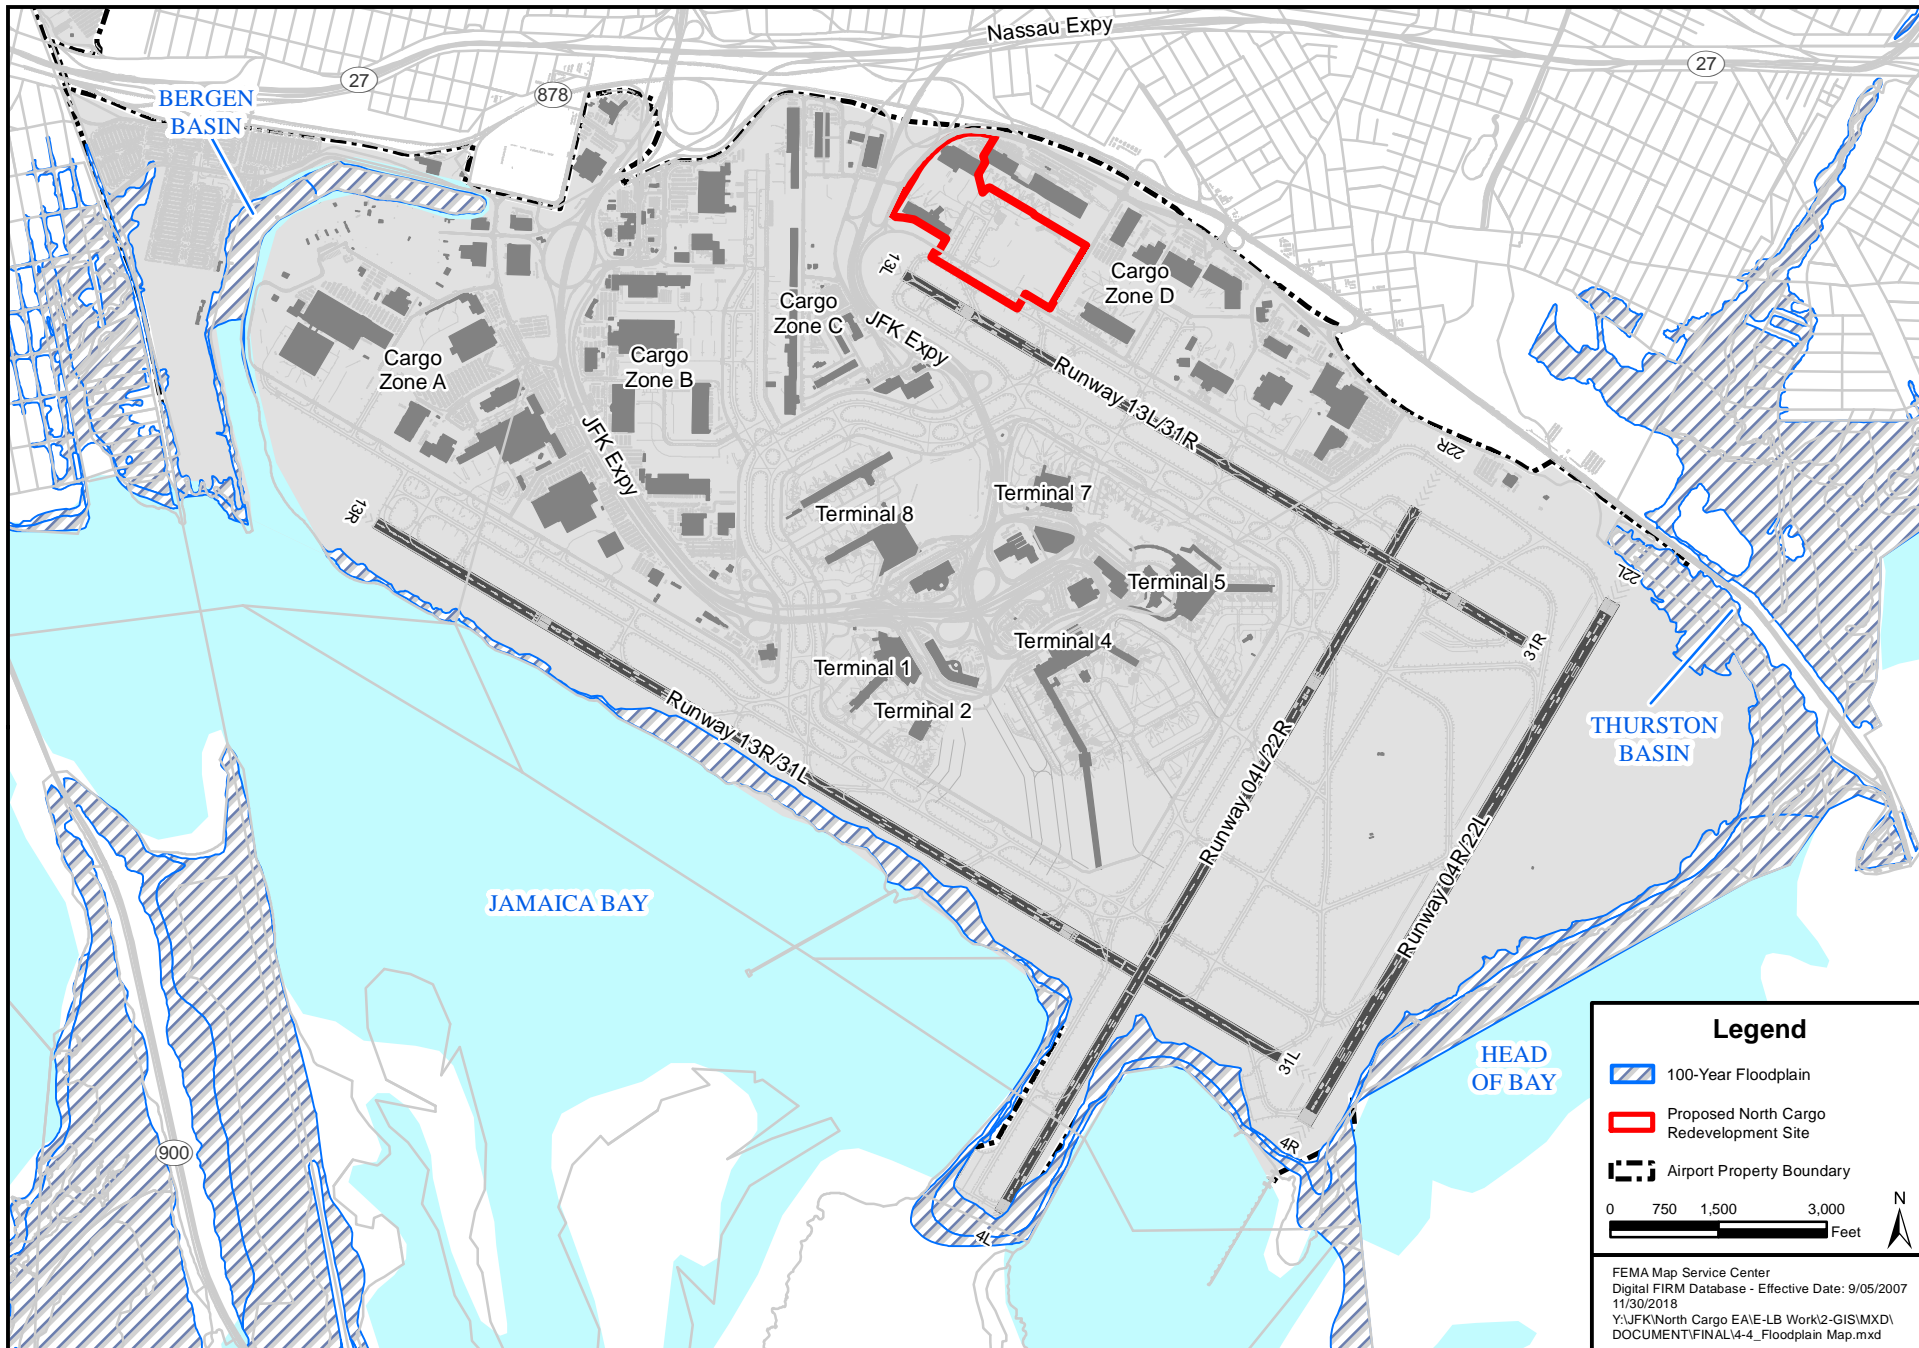 Nassau Expy
27
27
878
BERGEN
BASIN
13L
Cargo
Zone D
Cargo
Zone C
JFK Expy
Cargo
Zone A
Cargo
Zone B
Runway 13L/31R
JFK Expy
22R
13R
Terminal 7
Terminal 8
22L
Terminal 5
31R
Terminal 4
Terminal 1
Terminal 2
THURSTON
BASIN
Runway 13R/31L
Runway 04L/22R
Runway 04R/22L
JAMAICA BAY
31L
HEAD
OF BAY
4R
900
4L
Legend
100-Year Floodplain
Proposed North Cargo
Redevelopment Site
Airport Property Boundary
0 750 1,500 3,000
Feet
N
FEMA Map Service Center
Digital FIRM Database - Effective Date: 9/05/2007
11/30/2018
Y:\JFK\North Cargo EA\E-LB Work\2-GIS\MXD\
DOCUMENT\FINAL\4-4_Floodplain Map.mxd